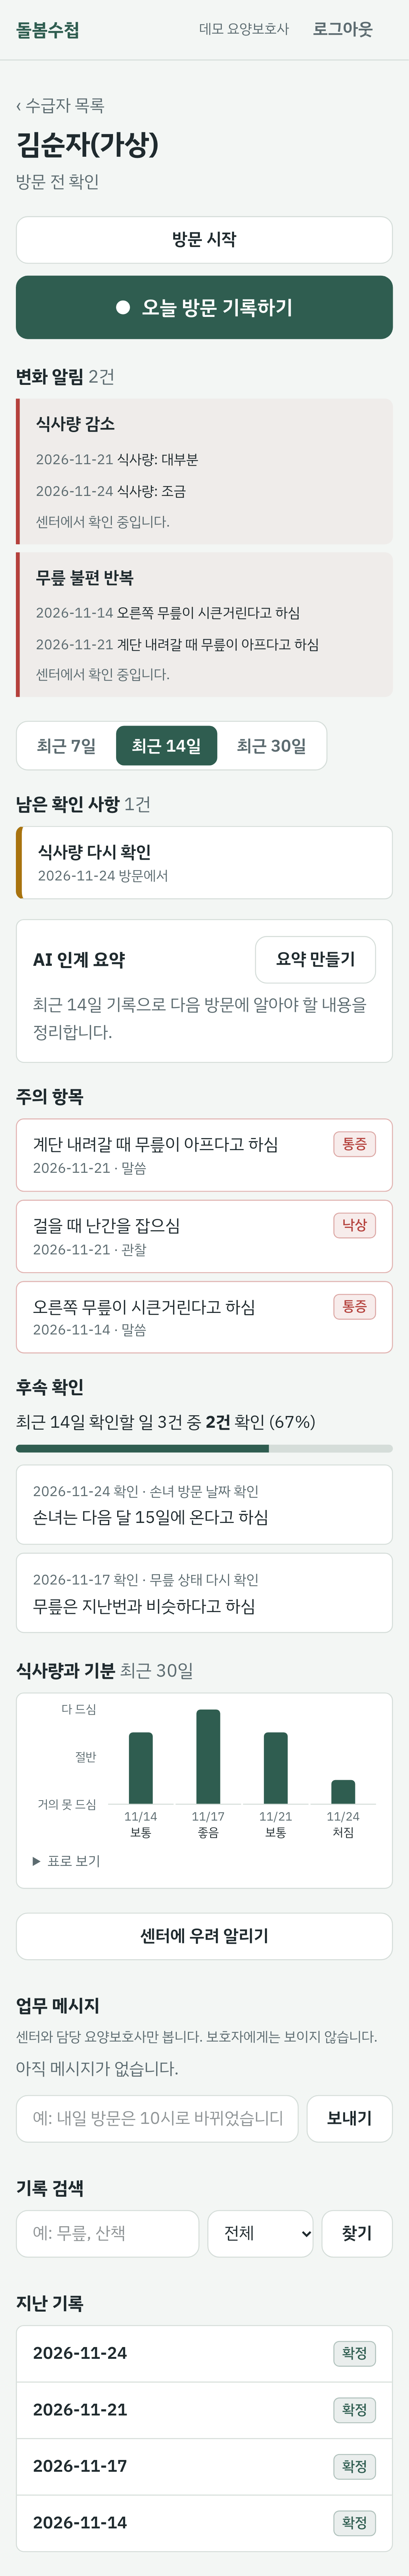 돌봄수첩
데모 요양보호사
로그아웃
‹ 수급자 목록
김순자(가상)
방문 전 확인
방문 시작
오늘 방문 기록하기
변화 알림 2건
식사량 감소
2026-11-21 식사량: 대부분
2026-11-24 식사량: 조금
센터에서 확인 중입니다.
무릎 불편 반복
2026-11-14 오른쪽 무릎이 시큰거린다고 하심
2026-11-21 계단 내려갈 때 무릎이 아프다고 하심
센터에서 확인 중입니다.
최근 7일
최근 14일
최근 30일
남은 확인 사항 1건
식사량 다시 확인
2026-11-24 방문에서
AI 인계 요약
요약 만들기
최근 14일 기록으로 다음 방문에 알아야 할 내용을
정리합니다.
주의 항목
계단 내려갈 때 무릎이 아프다고 하심
통증
2026-11-21 · 말씀
걸을 때 난간을 잡으심
낙상
2026-11-21 · 관찰
오른쪽 무릎이 시큰거린다고 하심
통증
2026-11-14 · 말씀
후속 확인
최근 14일 확인할 일 3건 중 2건 확인 (67%)
2026-11-24 확인 · 손녀 방문 날짜 확인
손녀는 다음 달 15일에 온다고 하심
2026-11-17 확인 · 무릎 상태 다시 확인
무릎은 지난번과 비슷하다고 하심
식사량과 기분 최근 30일
다 드심
절반
거의 못 드심
11/14
11/17
11/21
11/24
보통
좋음
보통
처짐
▶ 표로 보기
센터에 우려 알리기
업무 메시지
센터와 담당 요양보호사만 봅니다. 보호자에게는 보이지 않습니다.
아직 메시지가 없습니다.
예: 내일 방문은 10시로 바뀌었습니디
보내기
기록 검색
예: 무릎, 산책
전체
찾기
지난 기록
2026-11-24
확정
2026-11-21
확정
2026-11-17
확정
2026-11-14
확정